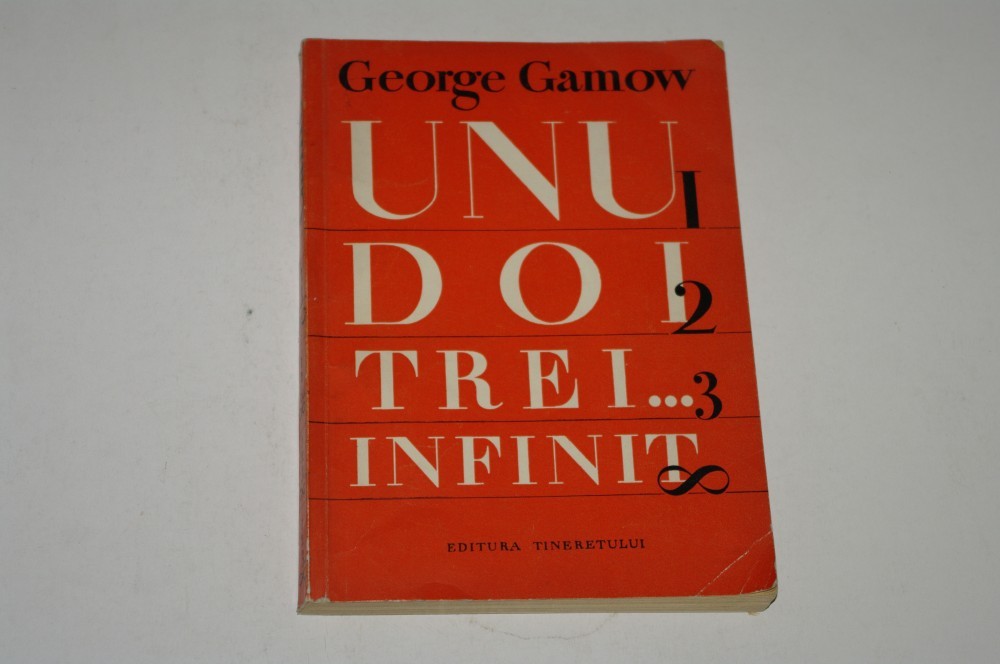 George Gamow
UNU 1
DOI 2
TREI... 3
INFINIT ∞
EDITURA TINERETULUI